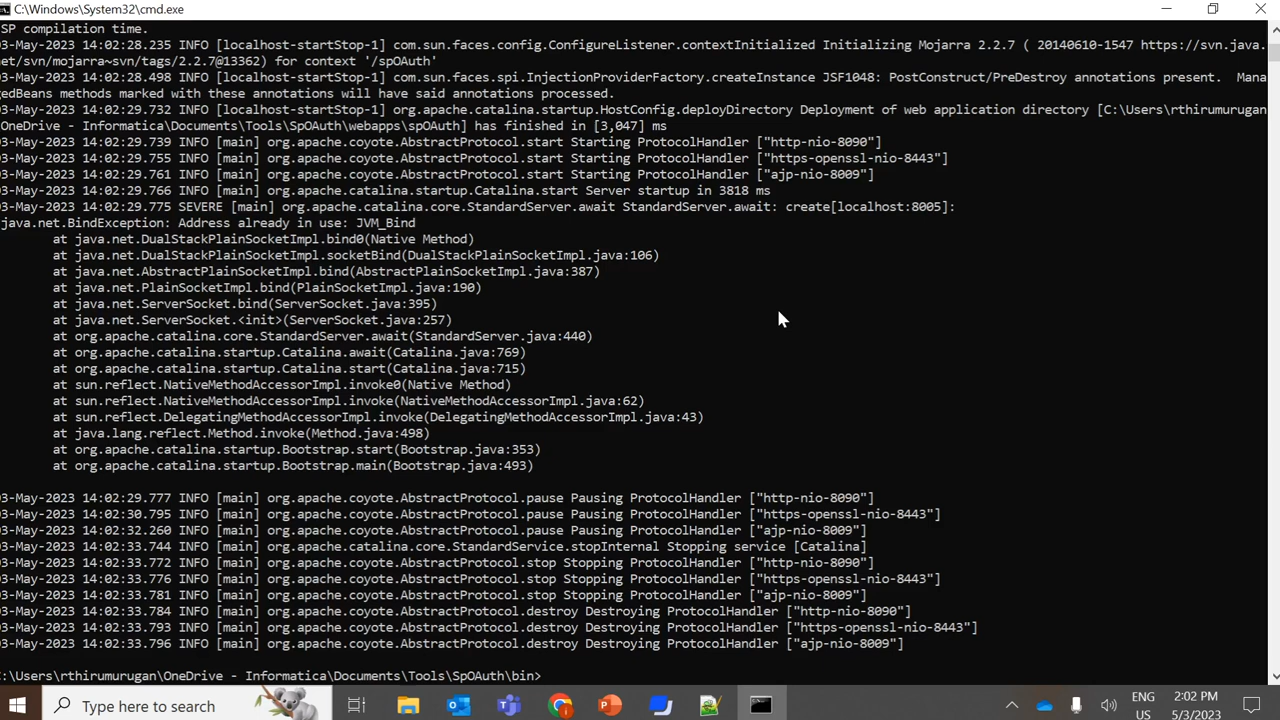 C:\Windows\System32\cmd.exe
SP compilation time.
03-May-2023 14:02:28.235 INFO [localhost-startStop-1] com.sun.faces.config.ConfigureListener.contextInitialized Initializing Mojarra 2.2.7 ( 20140610-1547 https://svn.java.
net/svn/mojarra~svn/tags/2.2.7@13362) for context '/spOAuth'
03-May-2023 14:02:28.498 INFO [localhost-startStop-1] com.sun.faces.spi.InjectionProviderFactory.createInstance JSF1048: PostConstruct/PreDestroy annotations present.  Mana
gedBeans methods marked with these annotations will have said annotations processed.
03-May-2023 14:02:29.732 INFO [localhost-startStop-1] org.apache.catalina.startup.HostConfig.deployDirectory Deployment of web application directory [C:\Users\rthirumurugan
\OneDrive - Informatica\Documents\Tools\SpOAuth\webapps\spOAuth] has finished in [3,047] ms
03-May-2023 14:02:29.739 INFO [main] org.apache.coyote.AbstractProtocol.start Starting ProtocolHandler ["http-nio-8090"]
03-May-2023 14:02:29.755 INFO [main] org.apache.coyote.AbstractProtocol.start Starting ProtocolHandler ["https-openssl-nio-8443"]
03-May-2023 14:02:29.761 INFO [main] org.apache.coyote.AbstractProtocol.start Starting ProtocolHandler ["ajp-nio-8009"]
03-May-2023 14:02:29.766 INFO [main] org.apache.catalina.startup.Catalina.start Server startup in 3818 ms
03-May-2023 14:02:29.775 SEVERE [main] org.apache.catalina.core.StandardServer.await StandardServer.await: create[localhost:8005]:
java.net.BindException: Address already in use: JVM_Bind
at java.net.DualStackPlainSocketImpl.bind0(Native Method)
at java.net.DualStackPlainSocketImpl.socketBind(DualStackPlainSocketImpl.java:106)
at java.net.AbstractPlainSocketImpl.bind(AbstractPlainSocketImpl.java:387)
at java.net.PlainSocketImpl.bind(PlainSocketImpl.java:190)
at java.net.ServerSocket.bind(ServerSocket.java:395)
at java.net.ServerSocket.<init>(ServerSocket.java:257)
at org.apache.catalina.core.StandardServer.await(StandardServer.java:440)
at org.apache.catalina.startup.Catalina.await(Catalina.java:769)
at org.apache.catalina.startup.Catalina.start(Catalina.java:715)
at sun.reflect.NativeMethodAccessorImpl.invoke0(Native Method)
at sun.reflect.NativeMethodAccessorImpl.invoke(NativeMethodAccessorImpl.java:62)
at sun.reflect.DelegatingMethodAccessorImpl.invoke(DelegatingMethodAccessorImpl.java:43)
at java.lang.reflect.Method.invoke(Method.java:498)
at org.apache.catalina.startup.Bootstrap.start(Bootstrap.java:353)
at org.apache.catalina.startup.Bootstrap.main(Bootstrap.java:493)
03-May-2023 14:02:29.777 INFO [main] org.apache.coyote.AbstractProtocol.pause Pausing ProtocolHandler ["http-nio-8090"]
03-May-2023 14:02:30.795 INFO [main] org.apache.coyote.AbstractProtocol.pause Pausing ProtocolHandler ["https-openssl-nio-8443"]
03-May-2023 14:02:32.260 INFO [main] org.apache.coyote.AbstractProtocol.pause Pausing ProtocolHandler ["ajp-nio-8009"]
03-May-2023 14:02:33.744 INFO [main] org.apache.catalina.core.StandardService.stopInternal Stopping service [Catalina]
03-May-2023 14:02:33.772 INFO [main] org.apache.coyote.AbstractProtocol.stop Stopping ProtocolHandler ["http-nio-8090"]
03-May-2023 14:02:33.776 INFO [main] org.apache.coyote.AbstractProtocol.stop Stopping ProtocolHandler ["https-openssl-nio-8443"]
03-May-2023 14:02:33.781 INFO [main] org.apache.coyote.AbstractProtocol.stop Stopping ProtocolHandler ["ajp-nio-8009"]
03-May-2023 14:02:33.784 INFO [main] org.apache.coyote.AbstractProtocol.destroy Destroying ProtocolHandler ["http-nio-8090"]
03-May-2023 14:02:33.793 INFO [main] org.apache.coyote.AbstractProtocol.destroy Destroying ProtocolHandler ["https-openssl-nio-8443"]
03-May-2023 14:02:33.796 INFO [main] org.apache.coyote.AbstractProtocol.destroy Destroying ProtocolHandler ["ajp-nio-8009"]
C:\Users\rthirumurugan\OneDrive - Informatica\Documents\Tools\SpOAuth\bin>
Type here to search
ENG
US
2:02 PM
5/3/2023